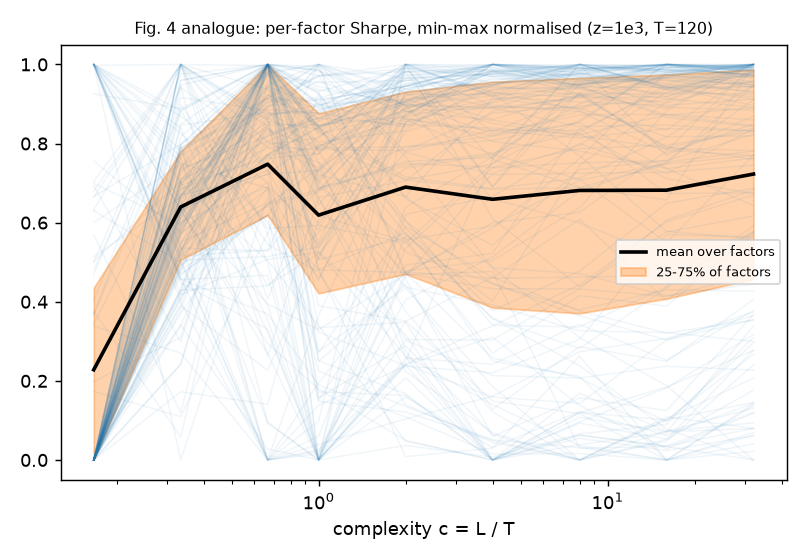 Fig. 4 analogue: per-factor Sharpe, min-max normalised (z=1e3, T=120)
1.0
0.8
0.6
0.4
0.2
0.0
mean over factors
25-75% of factors
10⁰
10¹
complexity c = L / T